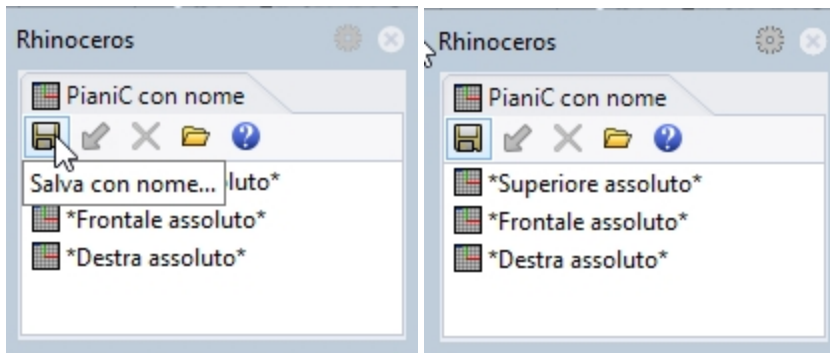 Rhinoceros
PianiC con nome
Salva con nome...
luto*
*Frontale assoluto*
*Destra assoluto*
Rhinoceros
PianiC con nome
*Superiore assoluto*
*Frontale assoluto*
*Destra assoluto*